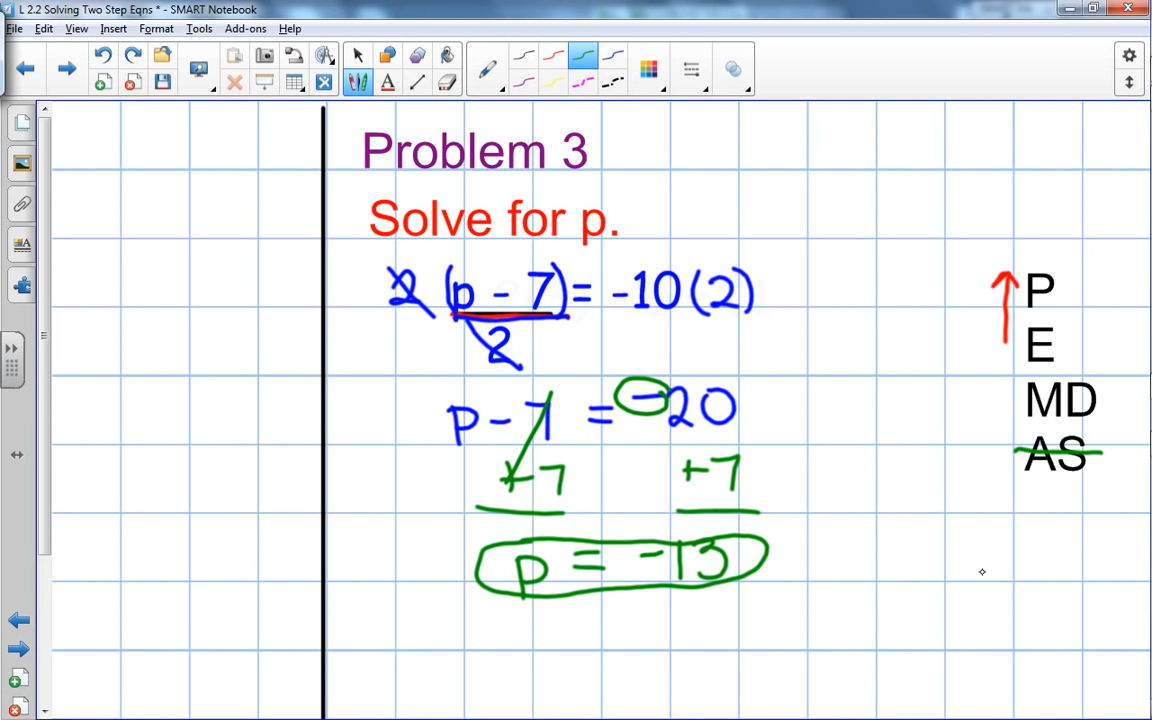 L 2.2 Solving Two Step Eqns * - SMART Notebook
File Edit View Insert Format Tools Add-ons Help
Problem 3
Solve for p.
2 (p - 7) = -10(2)
2
p - 7 = -20
+7 +7
p = -13
P
E
MD
AS